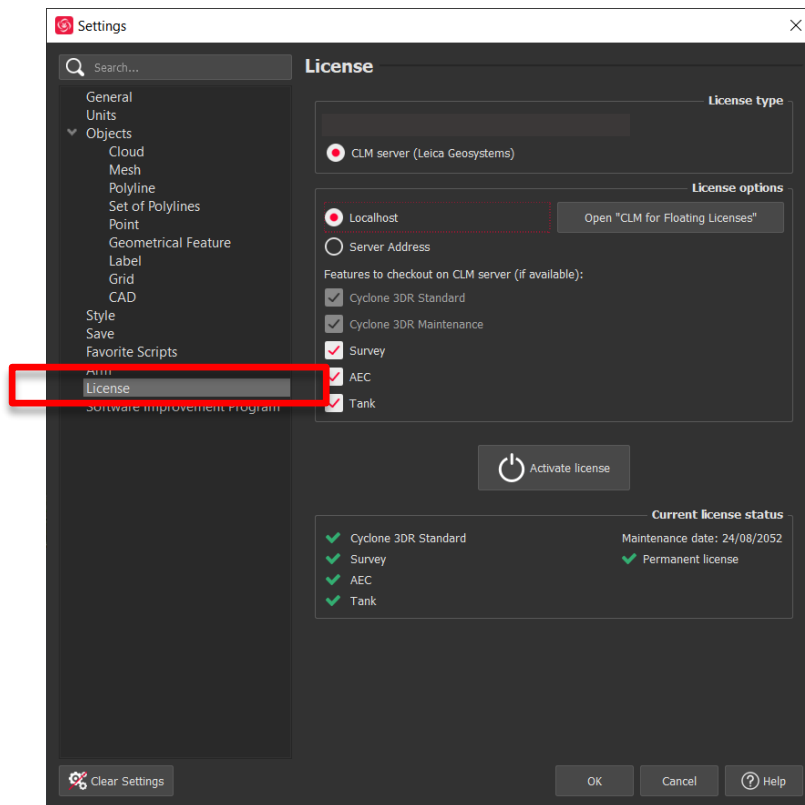 Settings
Search...
General
Units
Objects
Cloud
Mesh
Polyline
Set of Polylines
Point
Geometrical Feature
Label
Grid
CAD
Style
Save
Favorite Scripts
Arm
License
Software Improvement Program
Clear Settings
License
License type
CLM server (Leica Geosystems)
License options
Localhost
Open "CLM for Floating Licenses"
Server Address
Features to checkout on CLM server (if available):
Cyclone 3DR Standard
Cyclone 3DR Maintenance
Survey
AEC
Tank
Activate license
Current license status
Cyclone 3DR Standard
Maintenance date: 24/08/2052
Survey
Permanent license
AEC
Tank
OK
Cancel
Help